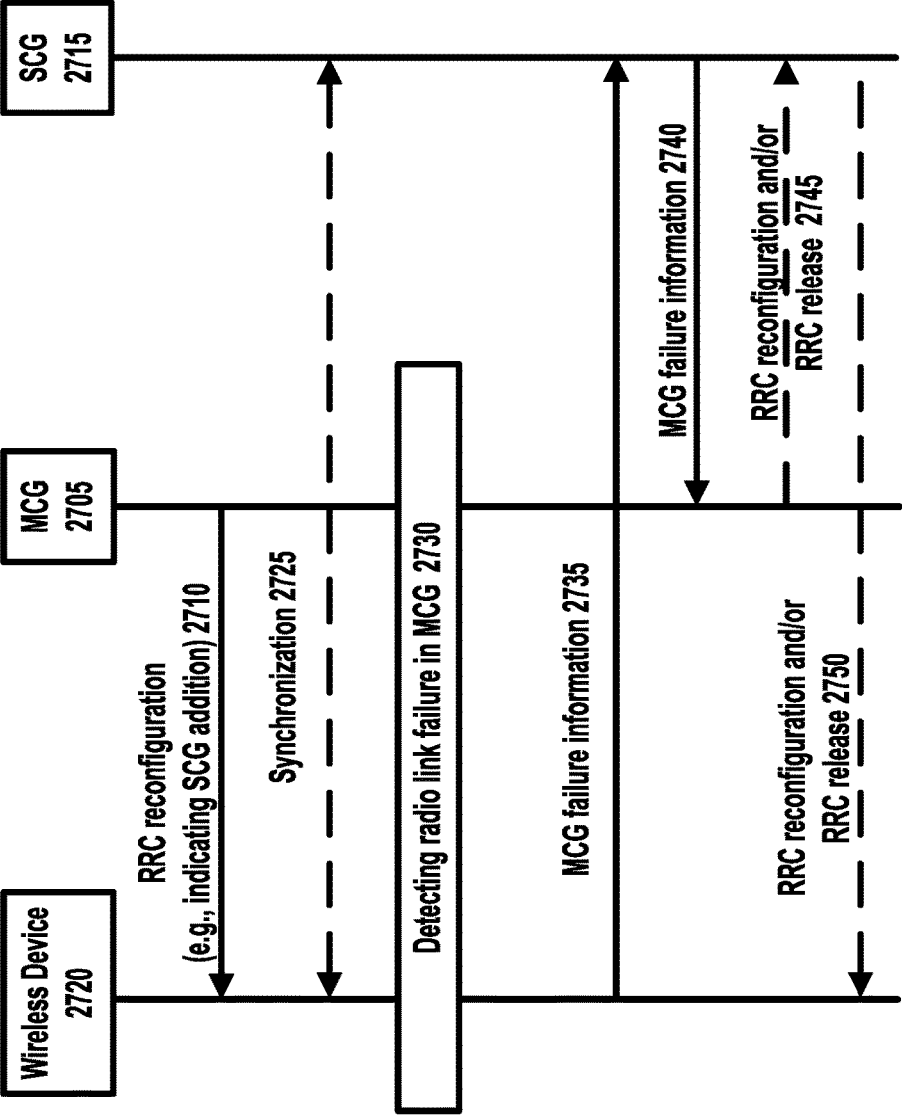 Wireless Device
2720
MCG
2705
SCG
2715
RRC reconfiguration
(e.g., indicating SCG addition) 2710
Synchronization 2725
Detecting radio link failure in MCG 2730
MCG failure information 2735
MCG failure information 2740
RRC reconfiguration and/or
RRC release 2745
RRC reconfiguration and/or
RRC release 2750